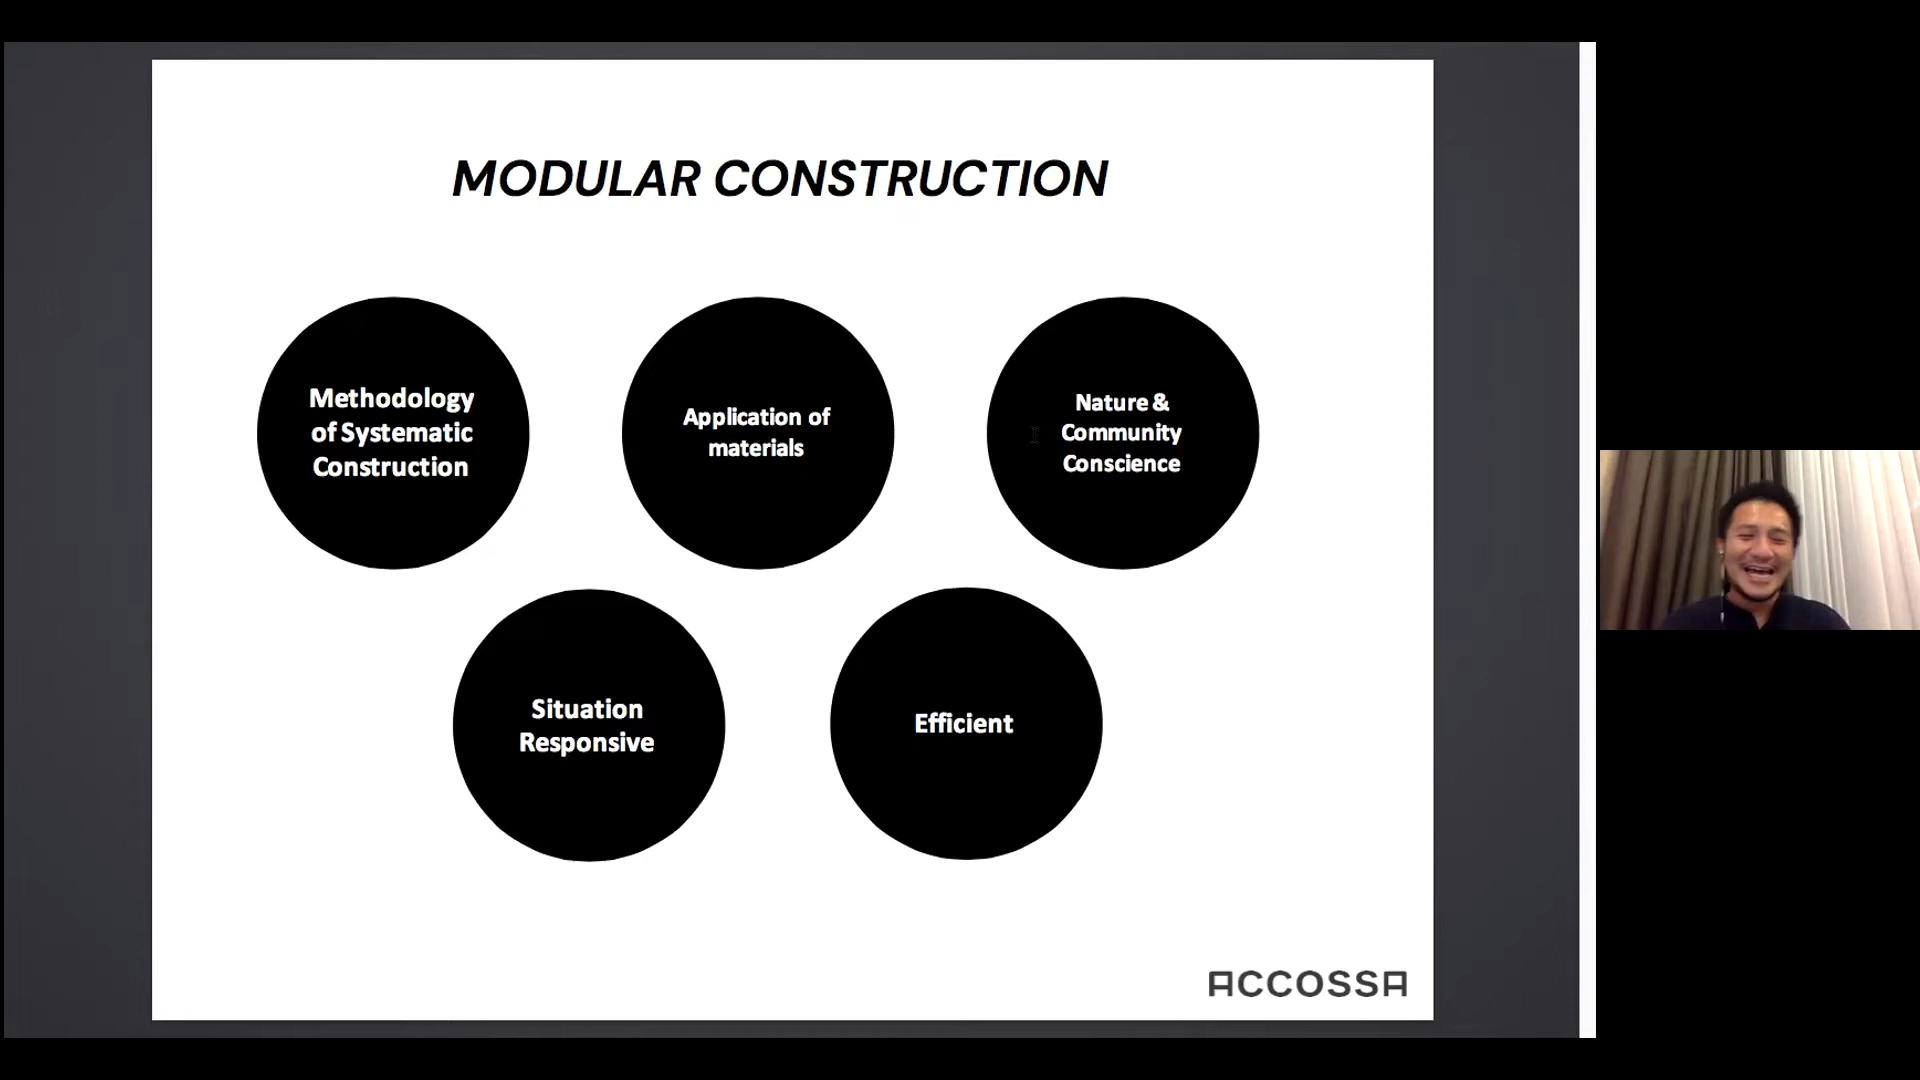 MODULAR CONSTRUCTION
Methodology
of Systematic
Construction
Application of
materials
Nature &
Community
Conscience
Situation
Responsive
Efficient
ACCOSSA